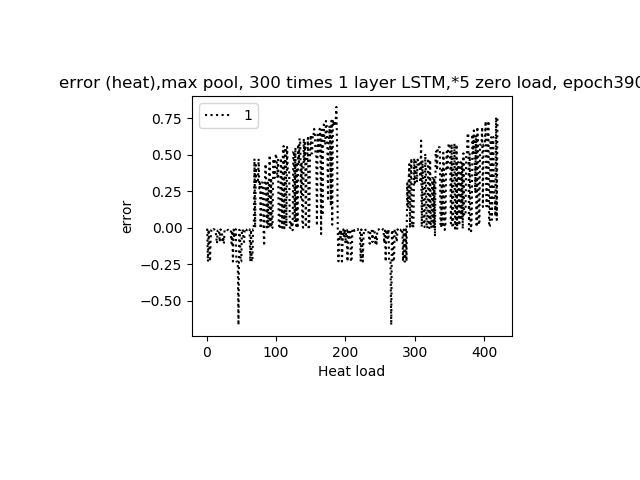 error (heat),max pool, 300 times 1 layer LSTM,*5 zero load, epoch390
1
0.75
0.50
0.25
0.00
−0.25
−0.50
error
0 100 200 300 400
Heat load